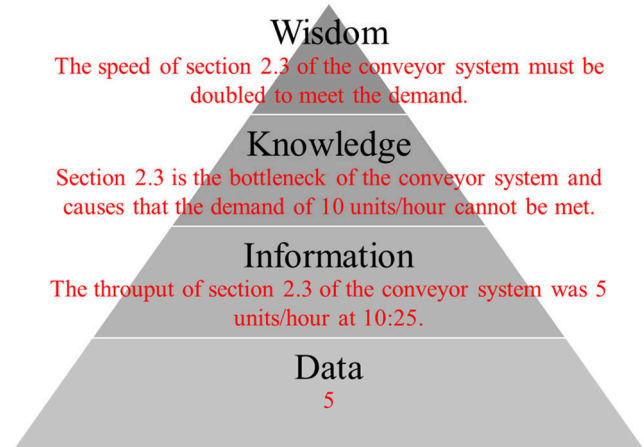 Wisdom
The speed of section 2.3 of the conveyor system must be
doubled to meet the demand.
Knowledge
Section 2.3 is the bottleneck of the conveyor system and
causes that the demand of 10 units/hour cannot be met.
Information
The throuput of section 2.3 of the conveyor system was 5
units/hour at 10:25.
Data
5